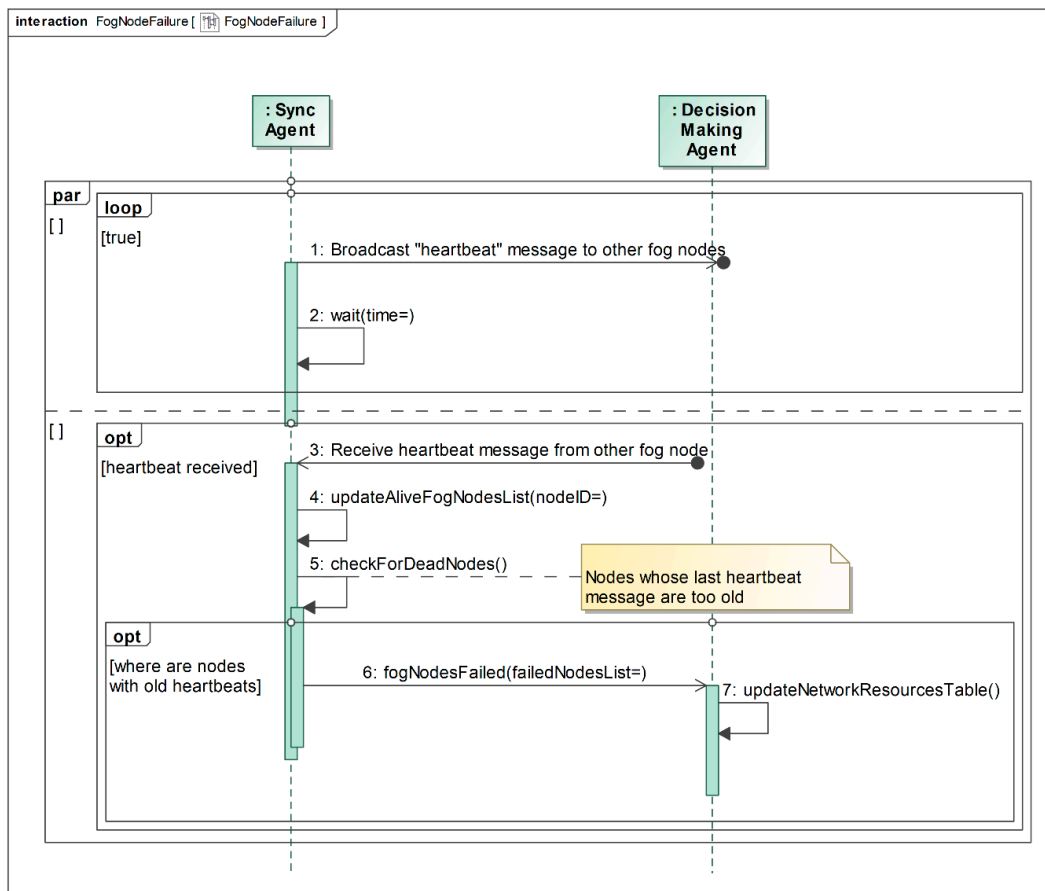 interaction FogNodeFailure [ FogNodeFailure ]
: Sync
Agent
: Decision
Making
Agent
par
[ ]
loop
[true]
1: Broadcast "heartbeat" message to other fog nodes
2: wait(time=)
[ ]
opt
[heartbeat received]
3: Receive heartbeat message from other fog node
4: updateAliveFogNodesList(nodeID=)
5: checkForDeadNodes()
Nodes whose last heartbeat
message are too old
opt
[where are nodes
with old heartbeats]
6: fogNodesFailed(failedNodesList=)
7: updateNetworkResourcesTable()